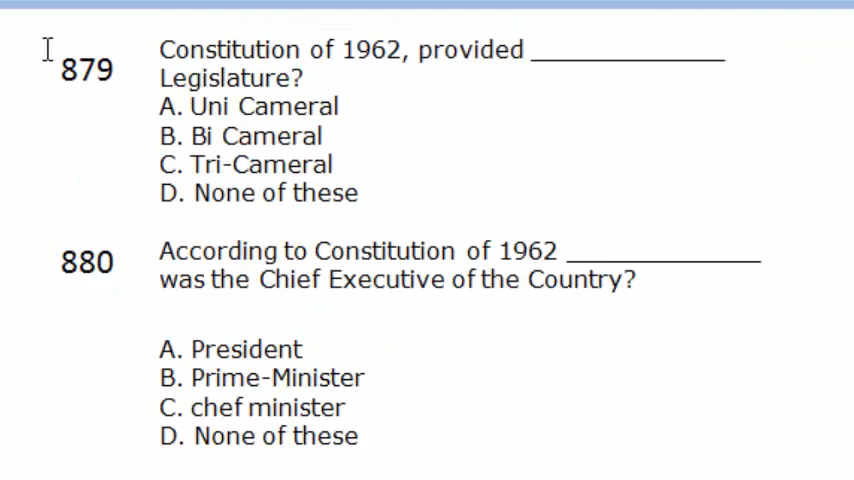 879
Constitution of 1962, provided ______________
Legislature?
A. Uni Cameral
B. Bi Cameral
C. Tri-Cameral
D. None of these
880
According to Constitution of 1962 ______________
was the Chief Executive of the Country?
A. President
B. Prime-Minister
C. chef minister
D. None of these